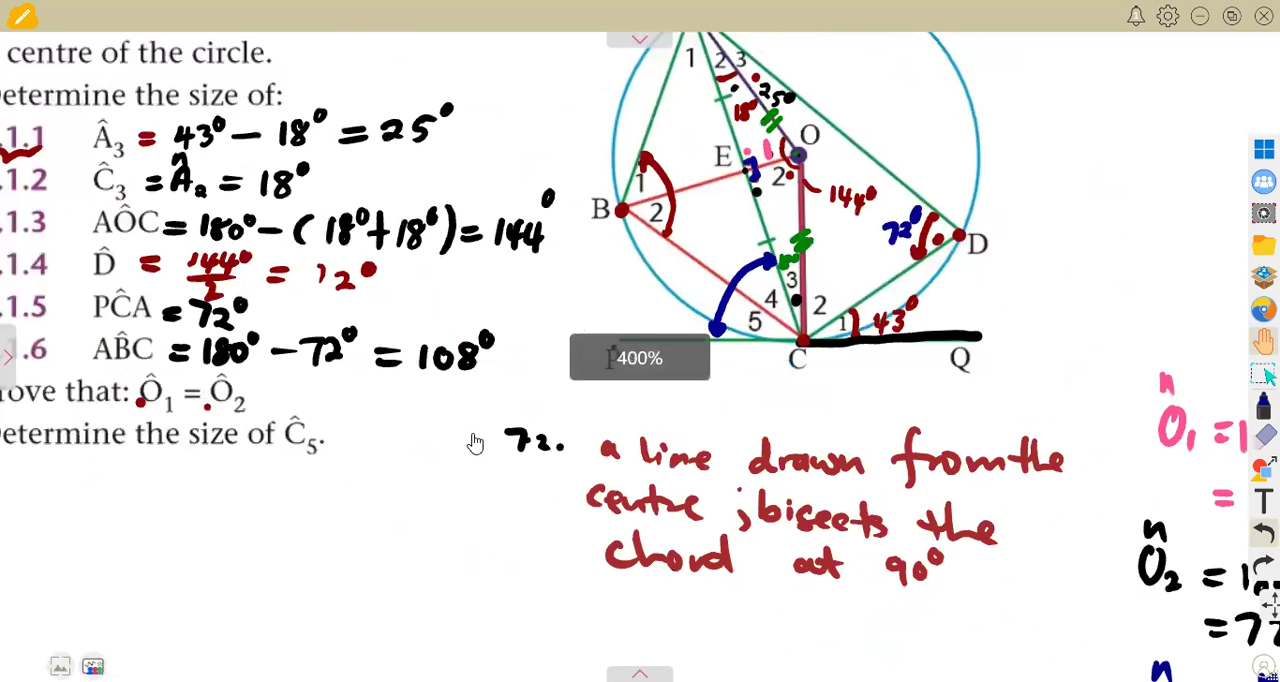 centre of the circle.
etermine the size of:
.1.1 Â₃ = 43° − 18° = 25°
.1.2 Ĉ₃ = Â₂ = 18°
.1.3 AÔC = 180° − (18° + 18°) = 144°
.1.4 D̂ = 144°/2 = 72°
.1.5 PĈA = 72°
.6 AB̂C = 180° − 72° = 108°
ove that: Ô₁ = Ô₂
etermine the size of Ĉ₅.
1 2 3
25°
18°
O
E 1
2
144°
1
B 2
72°
D
3
4 2
5 1 43°
400%
C Q
72.
a line drawn from the
centre ; bisects the
chord at 90°
Ô₁ = 1
=
Ô₂ = 1
= 7